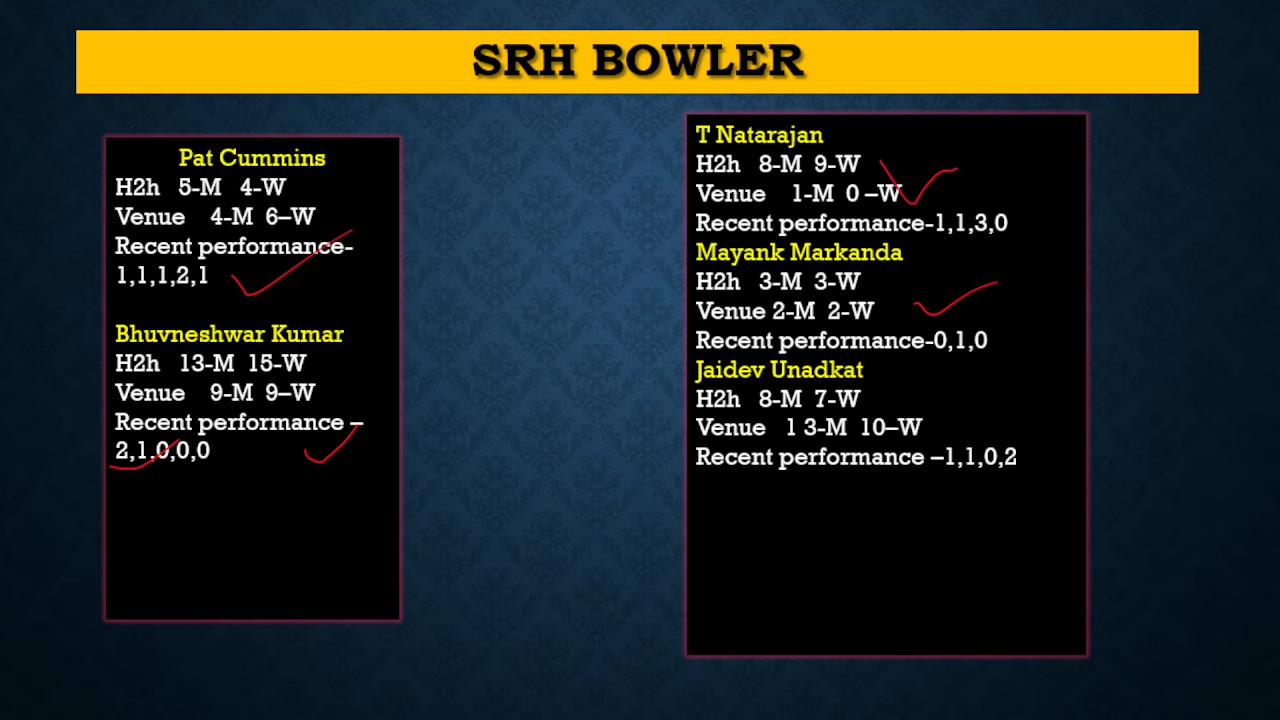 SRH BOWLER
Pat Cummins
H2h 5-M 4-W
Venue 4-M 6–W
Recent performance-
1,1,1,2,1
Bhuvneshwar Kumar
H2h 13-M 15-W
Venue 9-M 9–W
Recent performance –
2,1,0,0,0
T Natarajan
H2h 8-M 9-W
Venue 1-M 0 –W
Recent performance-1,1,3,0
Mayank Markanda
H2h 3-M 3-W
Venue 2-M 2-W
Recent performance-0,1,0
Jaidev Unadkat
H2h 8-M 7-W
Venue 1 3-M 10–W
Recent performance –1,1,0,2